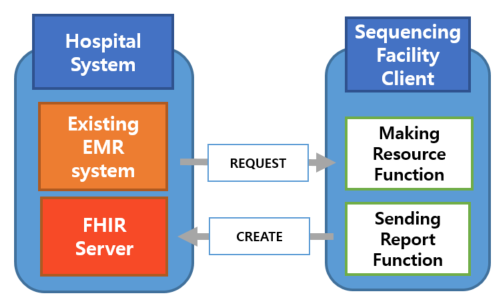 Hospital
System
Existing
EMR
system
FHIR
Server
REQUEST
CREATE
Sequencing
Facility
Client
Making
Resource
Function
Sending
Report
Function